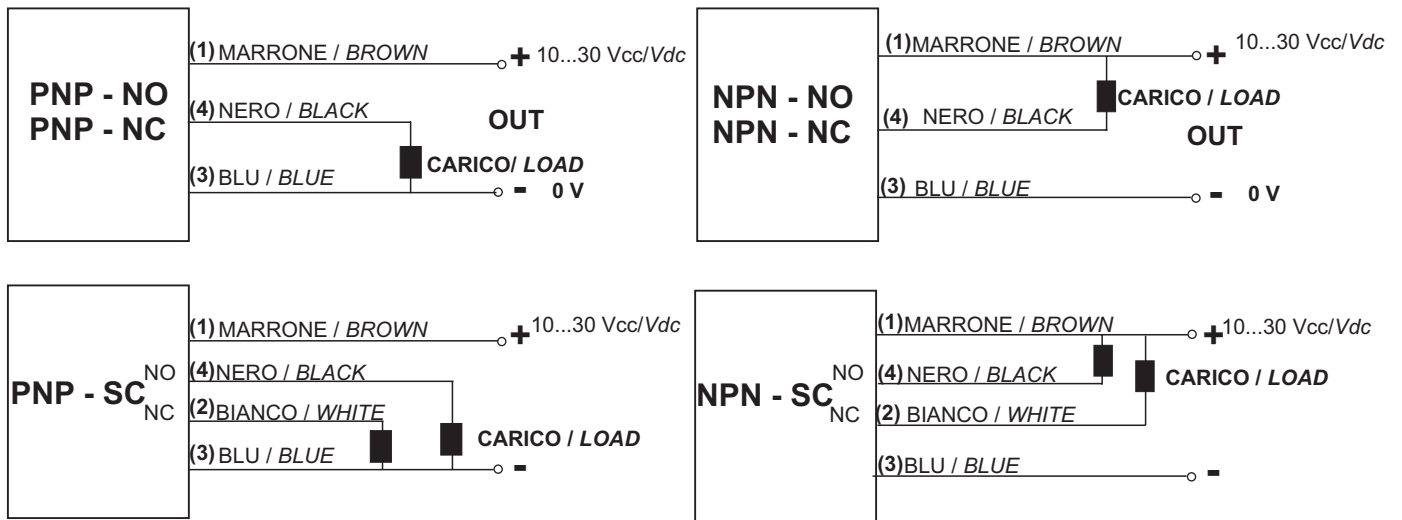 PNP - NO
PNP - NC
(1) MARRONE / BROWN
+ 10...30 Vcc/Vdc
(4) NERO / BLACK
OUT
CARICO/ LOAD
(3) BLU / BLUE
- 0 V
NPN - NO
NPN - NC
(1)MARRONE / BROWN
+ 10...30 Vcc/Vdc
CARICO / LOAD
(4) NERO / BLACK
OUT
(3) BLU / BLUE
- 0 V
PNP - SC
(1) MARRONE / BROWN
+ 10...30 Vcc/Vdc
NO (4)NERO / BLACK
NC (2)BIANCO / WHITE
CARICO / LOAD
(3) BLU / BLUE
-
NPN - SC
(1)MARRONE / BROWN
+ 10...30 Vcc/Vdc
NO (4) NERO / BLACK
CARICO / LOAD
NC (2) BIANCO / WHITE
(3)BLU / BLUE
-